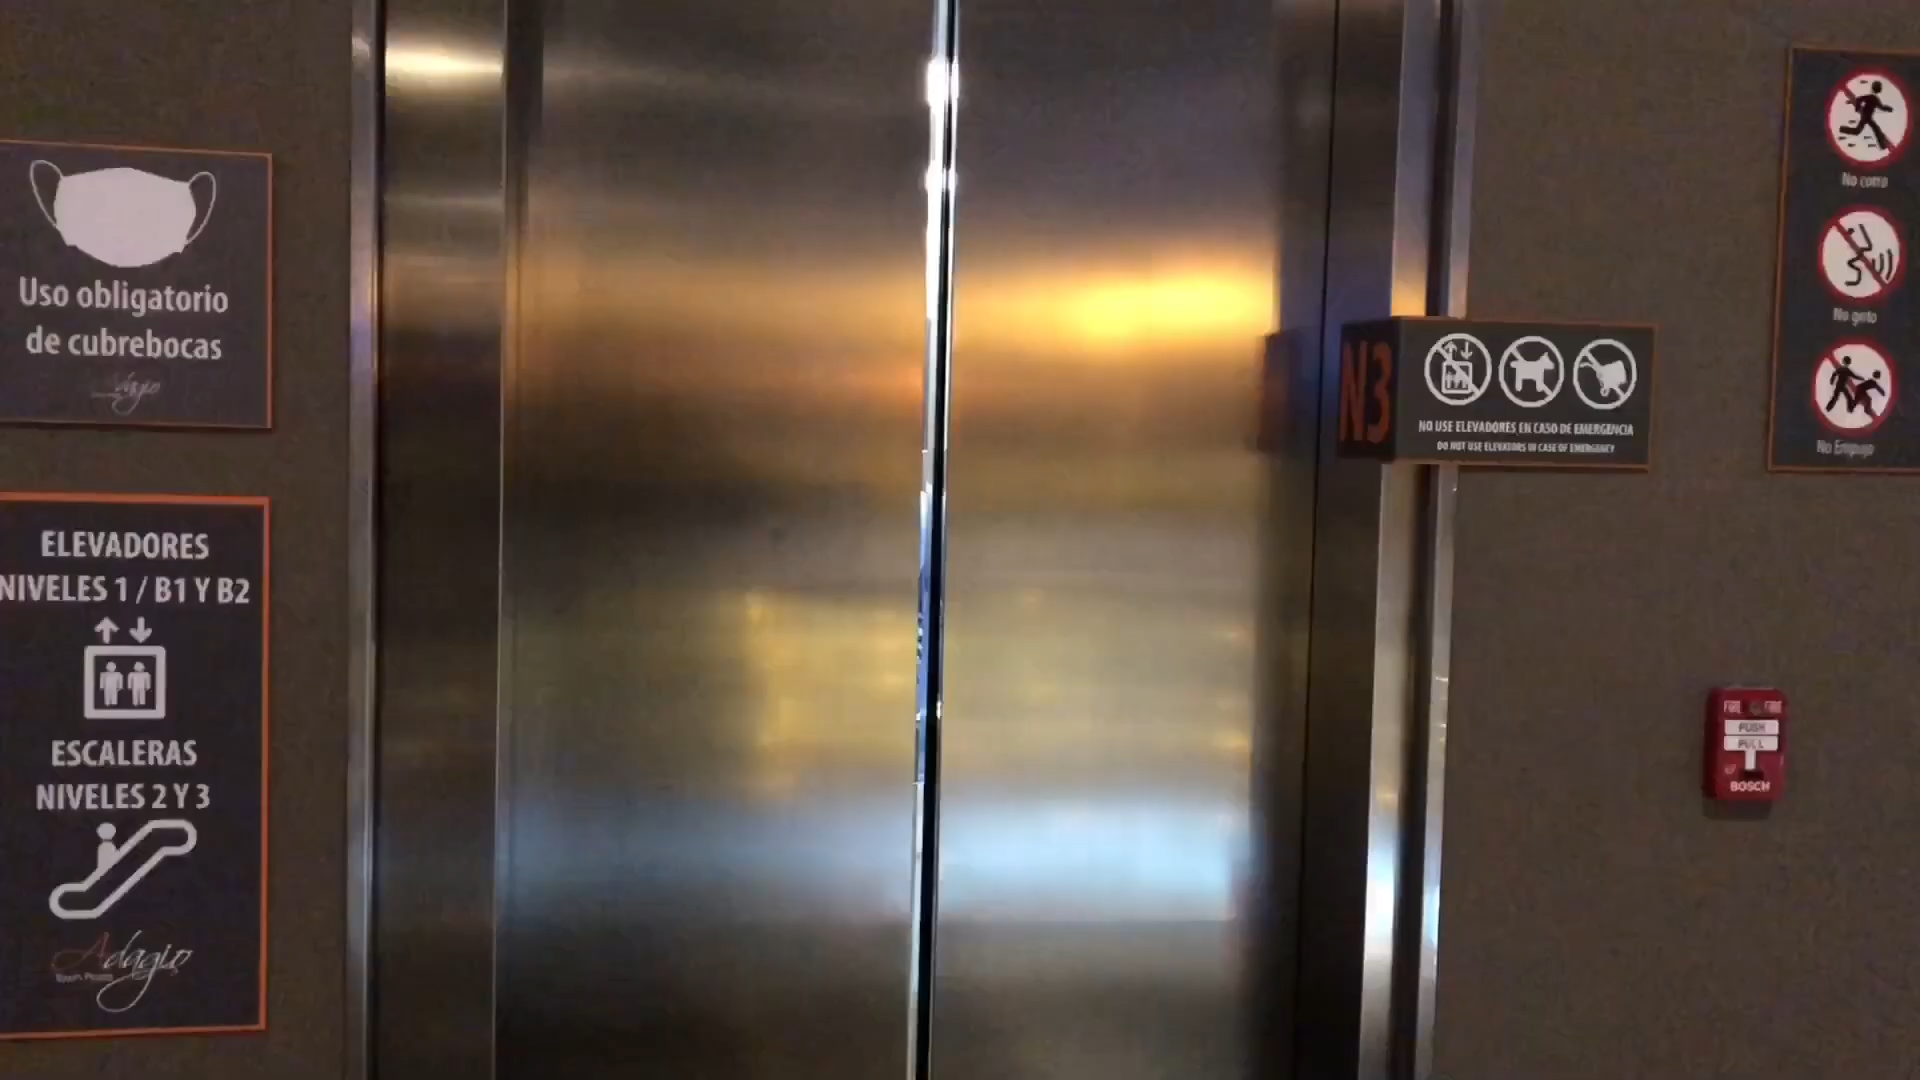 Uso obligatorio
de cubrebocas
Adagio
ELEVADORES
NIVELES 1 / B1 Y B2
ESCALERAS
NIVELES 2 Y 3
Adagio
N3
NO USE ELEVADORES EN CASO DE EMERGENCIA
DO NOT USE ELEVATORS IN CASE OF EMERGENCY
No corro
No grito
No Empujo
FIRE FIRE
PUSH
PULL
BOSCH